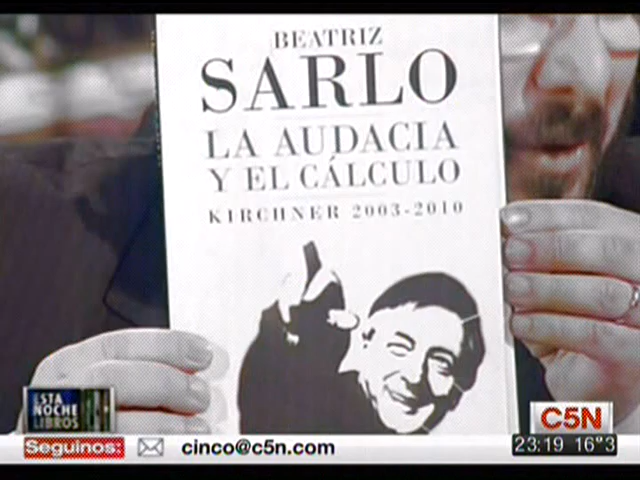 BEATRIZ
SARLO
LA AUDACIA
Y EL CÁLCULO
KIRCHNER 2003-2010
ESTA
NOCHE
LIBROS
C5N
Seguinos: cinco@c5n.com
23:19 16°3